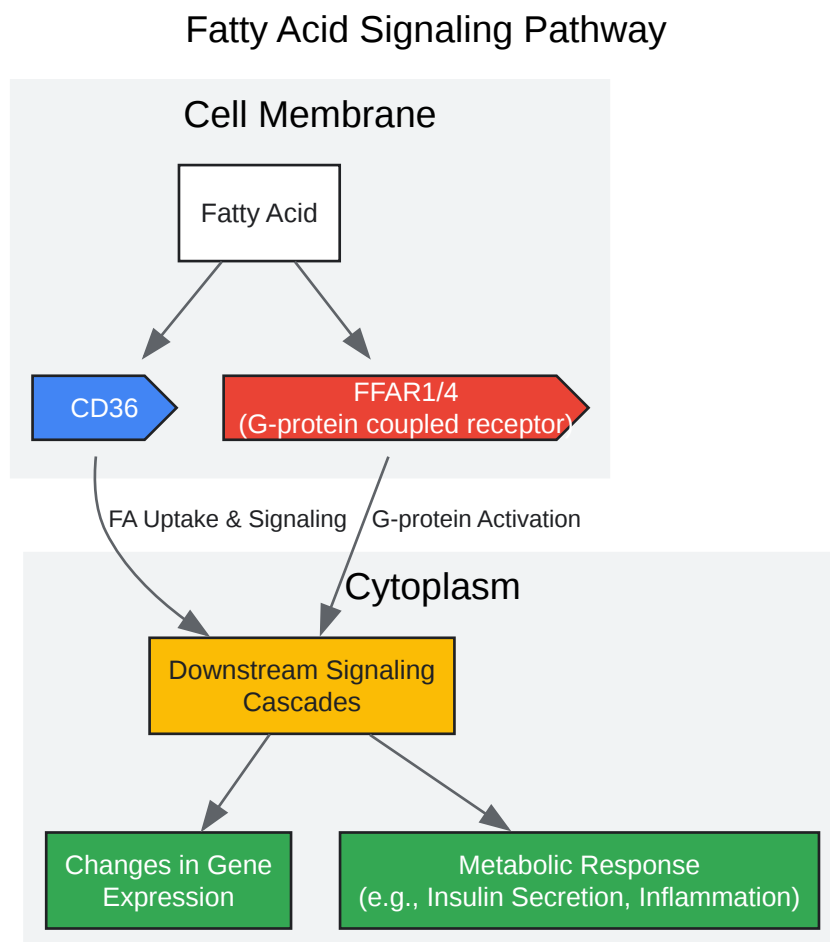 Fatty Acid Signaling Pathway
Cell Membrane
Fatty Acid
CD36
FFAR1/4
(G-protein coupled receptor)
FA Uptake & Signaling
G-protein Activation
Cytoplasm
Downstream Signaling
Cascades
Changes in Gene
Expression
Metabolic Response
(e.g., Insulin Secretion, Inflammation)